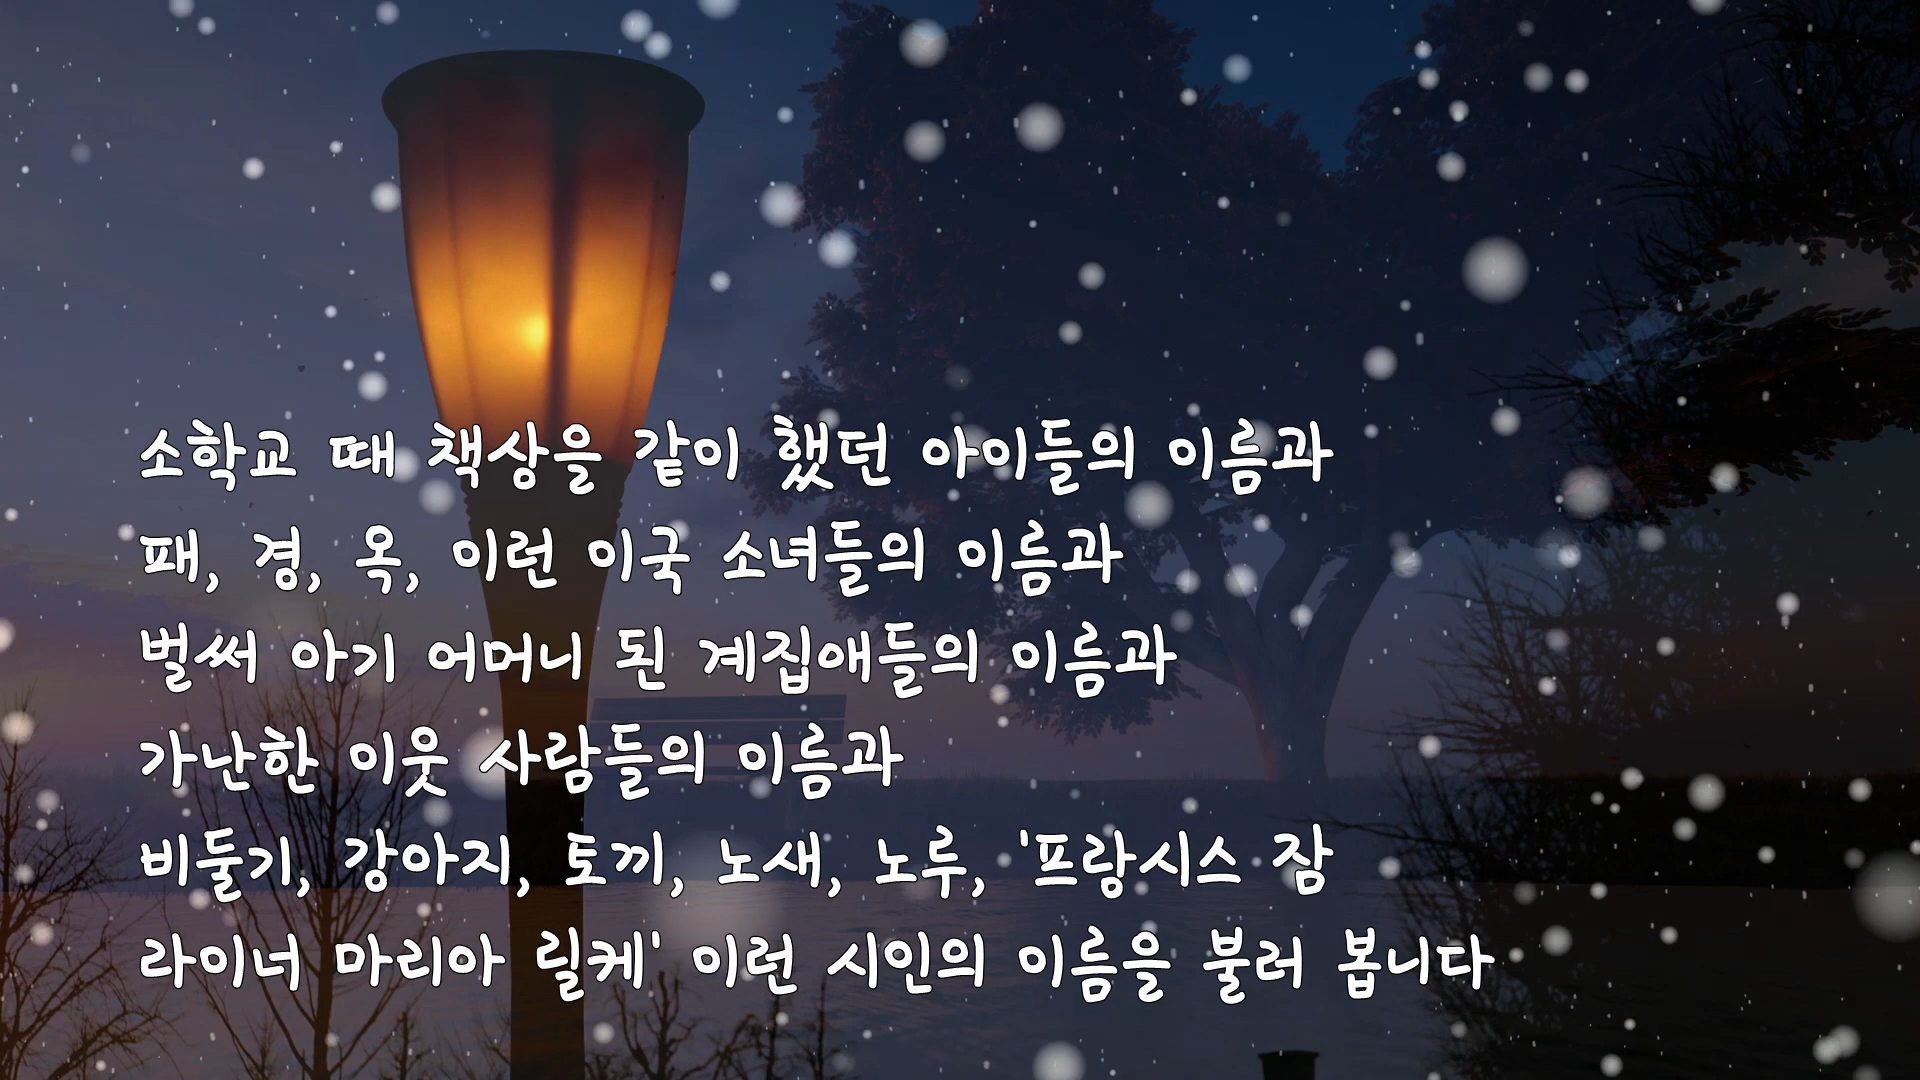 소학교 때 책상을 같이 했던 아이들의 이름과
패, 경, 옥, 이런 이국 소녀들의 이름과
벌써 아기 어머니 된 계집애들의 이름과
가난한 이웃 사람들의 이름과
비둘기, 강아지, 토끼, 노새, 노루, '프랑시스 잠
라이너 마리아 릴케' 이런 시인의 이름을 불러 봅니다